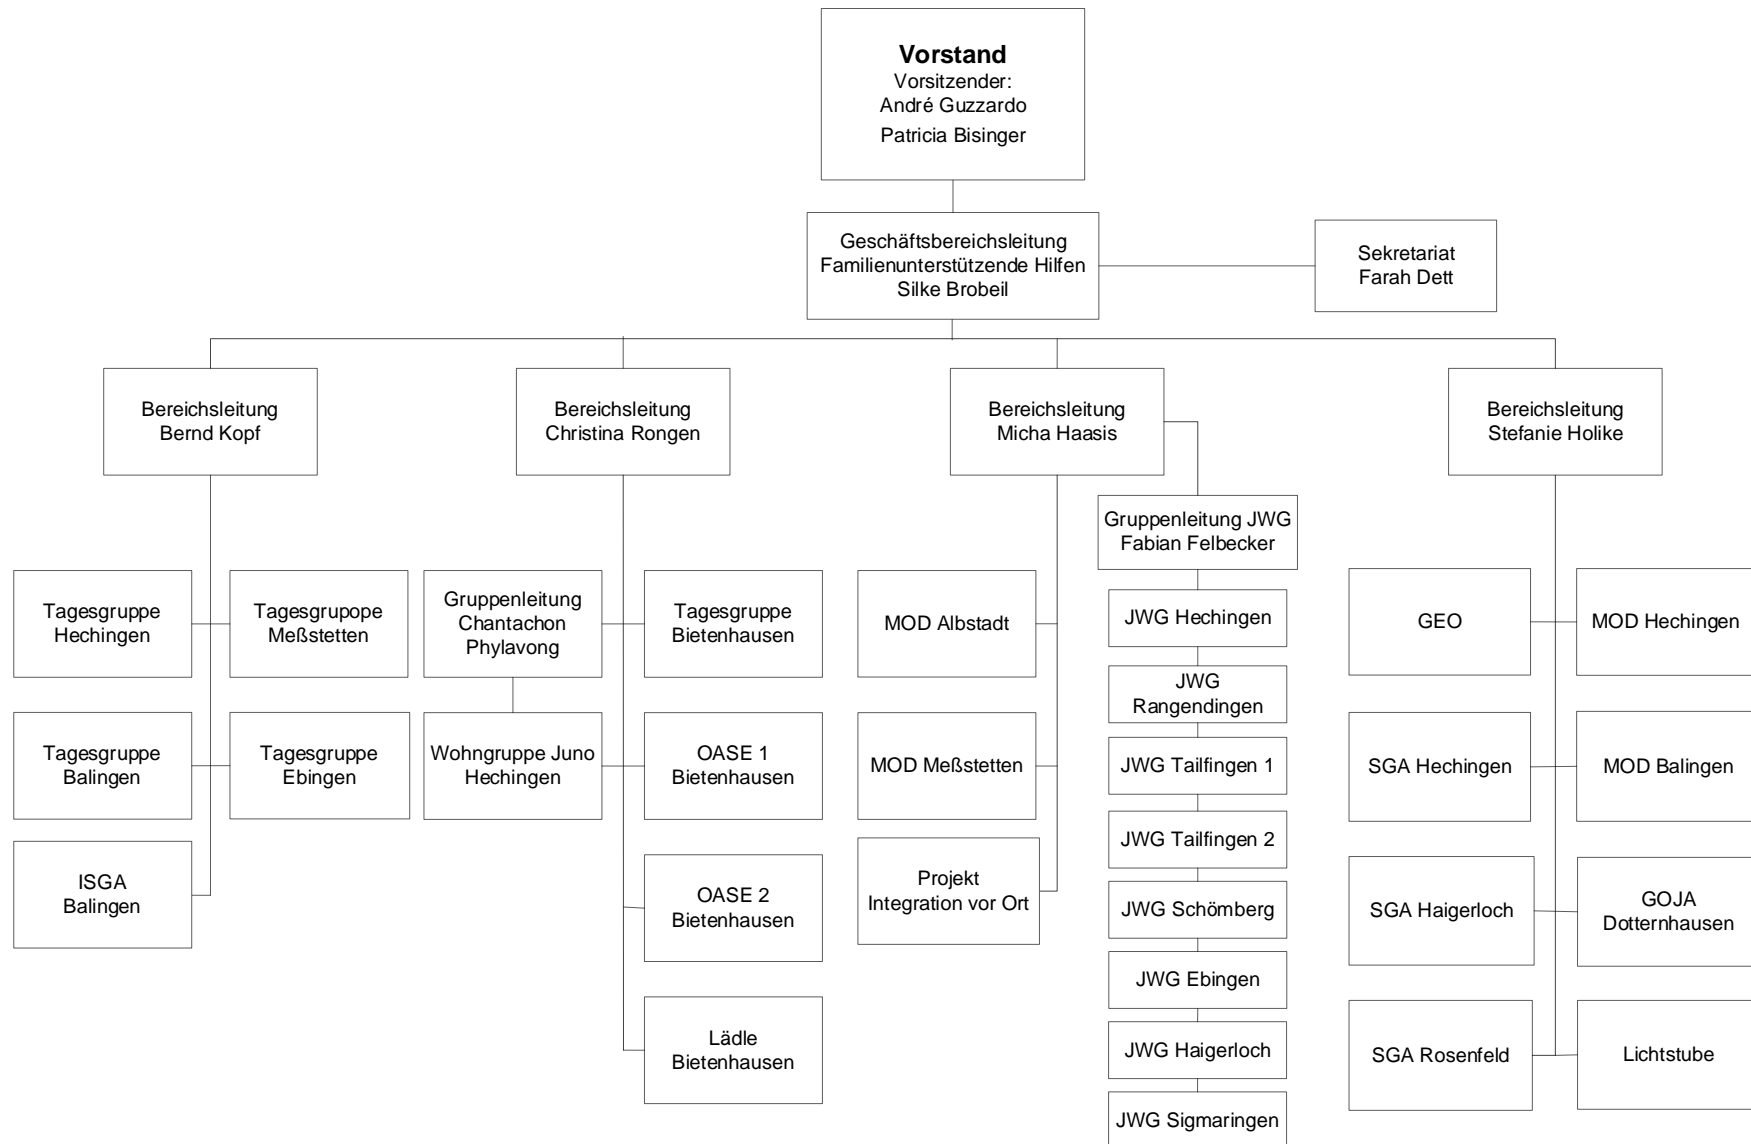 Vorstand
Vorsitzender:
André Guzzardo
Patricia Bisinger
Geschäftsbereichsleitung
Familienunterstützende Hilfen
Silke Brobeil
Sekretariat
Farah Dett
Bereichsleitung
Bernd Kopf
Bereichsleitung
Christina Rongen
Bereichsleitung
Micha Haasis
Bereichsleitung
Stefanie Holike
Tagesgruppe
Hechingen
Tagesgrupope
Meßstetten
Tagesgruppe
Balingen
Tagesgruppe
Ebingen
ISGA
Balingen
Gruppenleitung
Chantachon
Phylavong
Tagesgruppe
Bietenhausen
Wohngruppe Juno
Hechingen
OASE 1
Bietenhausen
OASE 2
Bietenhausen
Lädle
Bietenhausen
MOD Albstadt
MOD Meßstetten
Projekt
Integration vor Ort
Gruppenleitung JWG
Fabian Felbecker
JWG Hechingen
JWG
Rangendingen
JWG Tailfingen 1
JWG Tailfingen 2
JWG Schömberg
JWG Ebingen
JWG Haigerloch
JWG Sigmaringen
GEO
MOD Hechingen
SGA Hechingen
MOD Balingen
SGA Haigerloch
GOJA
Dotternhausen
SGA Rosenfeld
Lichtstube